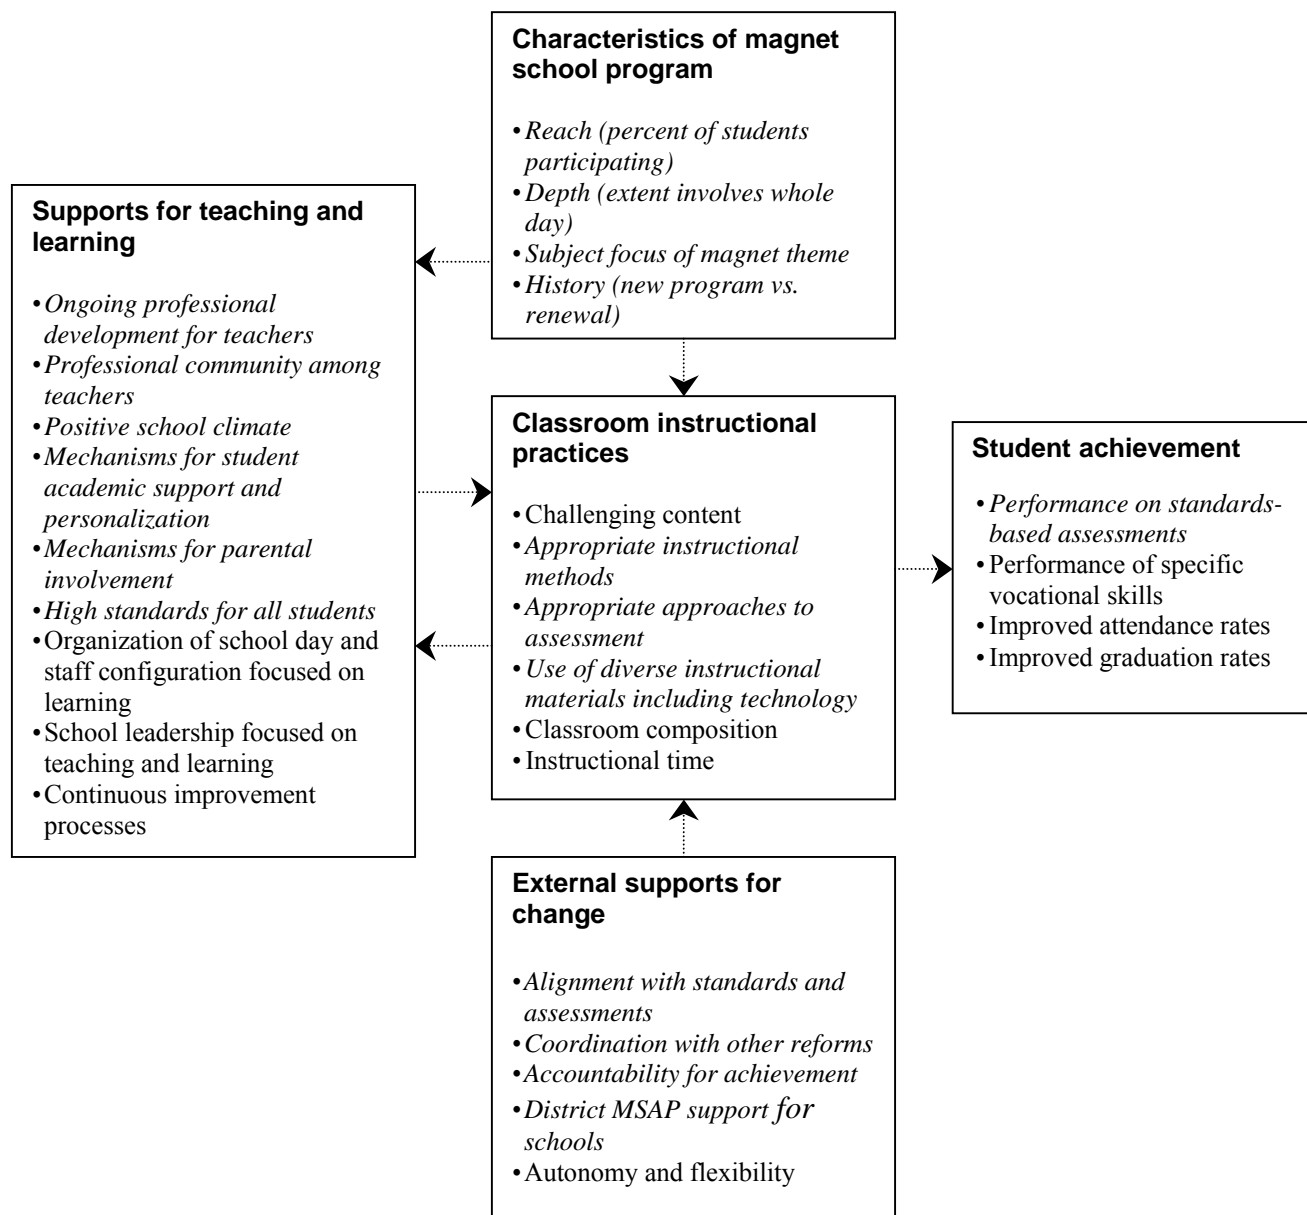 Characteristics of magnet
school program
• Reach (percent of students
participating)
• Depth (extent involves whole
day)
• Subject focus of magnet theme
• History (new program vs.
renewal)
Supports for teaching and
learning
• Ongoing professional
development for teachers
• Professional community among
teachers
• Positive school climate
• Mechanisms for student
academic support and
personalization
• Mechanisms for parental
involvement
• High standards for all students
• Organization of school day and
staff configuration focused on
learning
• School leadership focused on
teaching and learning
• Continuous improvement
processes
Classroom instructional
practices
• Challenging content
• Appropriate instructional
methods
• Appropriate approaches to
assessment
• Use of diverse instructional
materials including technology
• Classroom composition
• Instructional time
Student achievement
• Performance on standards-
based assessments
• Performance of specific
vocational skills
• Improved attendance rates
• Improved graduation rates
External supports for
change
• Alignment with standards and
assessments
• Coordination with other reforms
• Accountability for achievement
• District MSAP support for
schools
• Autonomy and flexibility